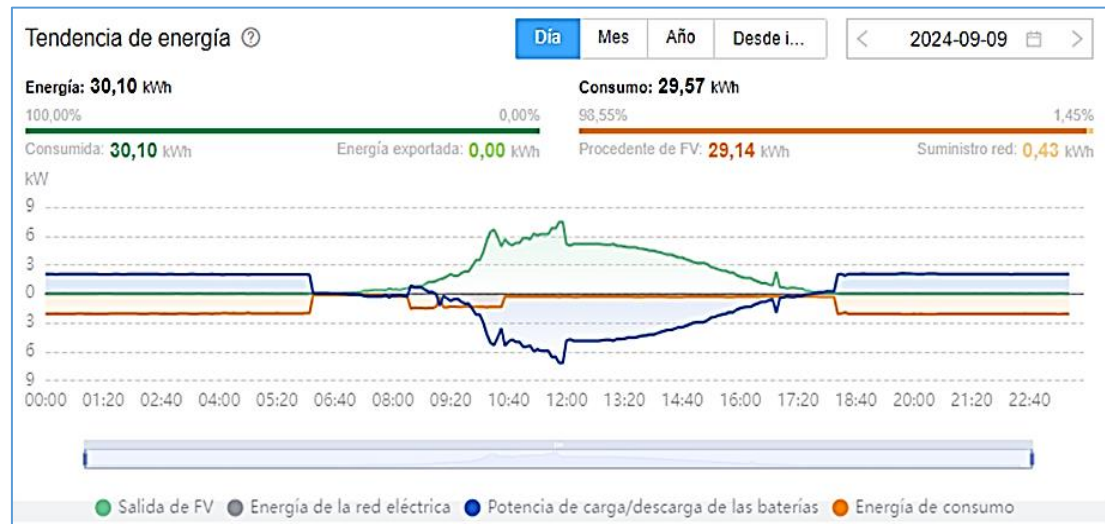 Tendencia de energía ?
Día Mes Año Desde i... < 2024-09-09 >
Energía: 30,10 kWh
100,00% 0,00%
Consumida: 30,10 kWh Energía exportada: 0,00 kWh
Consumo: 29,57 kWh
98,55% 1,45%
Procedente de FV: 29,14 kWh Suministro red: 0,43 kWh
kW
9
6
3
0
3
6
9
00:00 01:20 02:40 04:00 05:20 06:40 08:00 09:20 10:40 12:00 13:20 14:40 16:00 17:20 18:40 20:00 21:20 22:40
Salida de FV Energía de la red eléctrica Potencia de carga/descarga de las baterías Energía de consumo